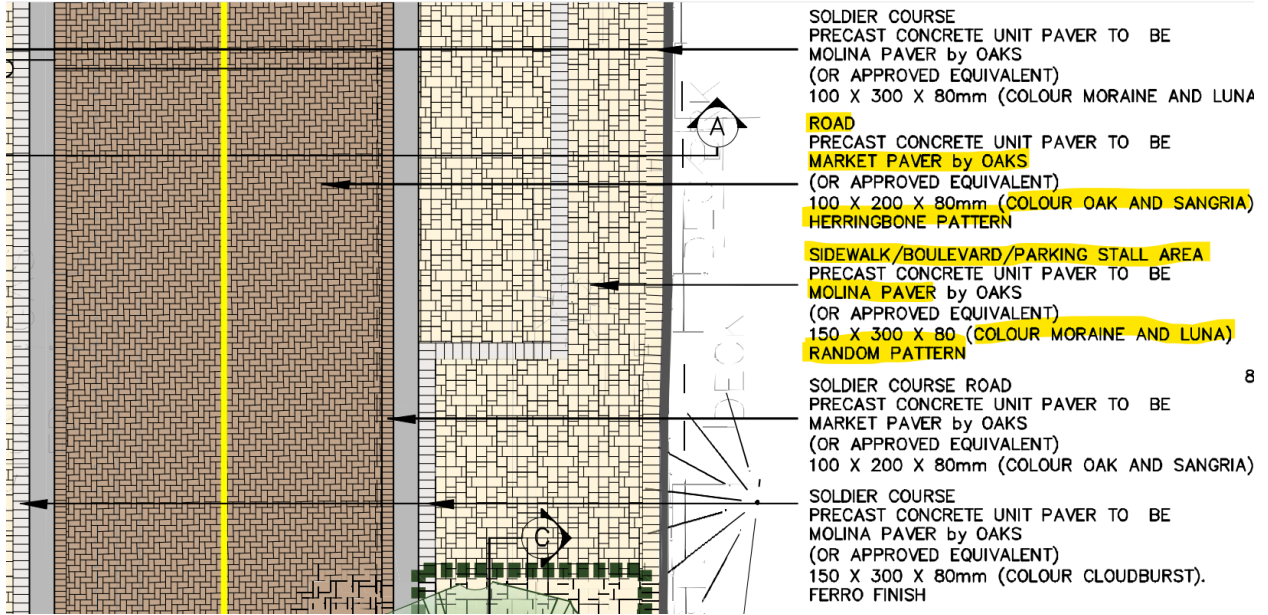 SOLDIER COURSE
PRECAST CONCRETE UNIT PAVER TO BE
MOLINA PAVER by OAKS
(OR APPROVED EQUIVALENT)
100 X 300 X 80mm (COLOUR MORAINE AND LUNA
ROAD
PRECAST CONCRETE UNIT PAVER TO BE
MARKET PAVER by OAKS
(OR APPROVED EQUIVALENT)
100 X 200 X 80mm (COLOUR OAK AND SANGRIA)
HERRINGBONE PATTERN
SIDEWALK/BOULEVARD/PARKING STALL AREA
PRECAST CONCRETE UNIT PAVER TO BE
MOLINA PAVER by OAKS
(OR APPROVED EQUIVALENT)
150 X 300 X 80 (COLOUR MORAINE AND LUNA)
RANDOM PATTERN
8
SOLDIER COURSE ROAD
PRECAST CONCRETE UNIT PAVER TO BE
MARKET PAVER by OAKS
(OR APPROVED EQUIVALENT)
100 X 200 X 80mm (COLOUR OAK AND SANGRIA)
SOLDIER COURSE
PRECAST CONCRETE UNIT PAVER TO BE
MOLINA PAVER by OAKS
(OR APPROVED EQUIVALENT)
150 X 300 X 80mm (COLOUR CLOUDBURST).
FERRO FINISH
A
DECK
C